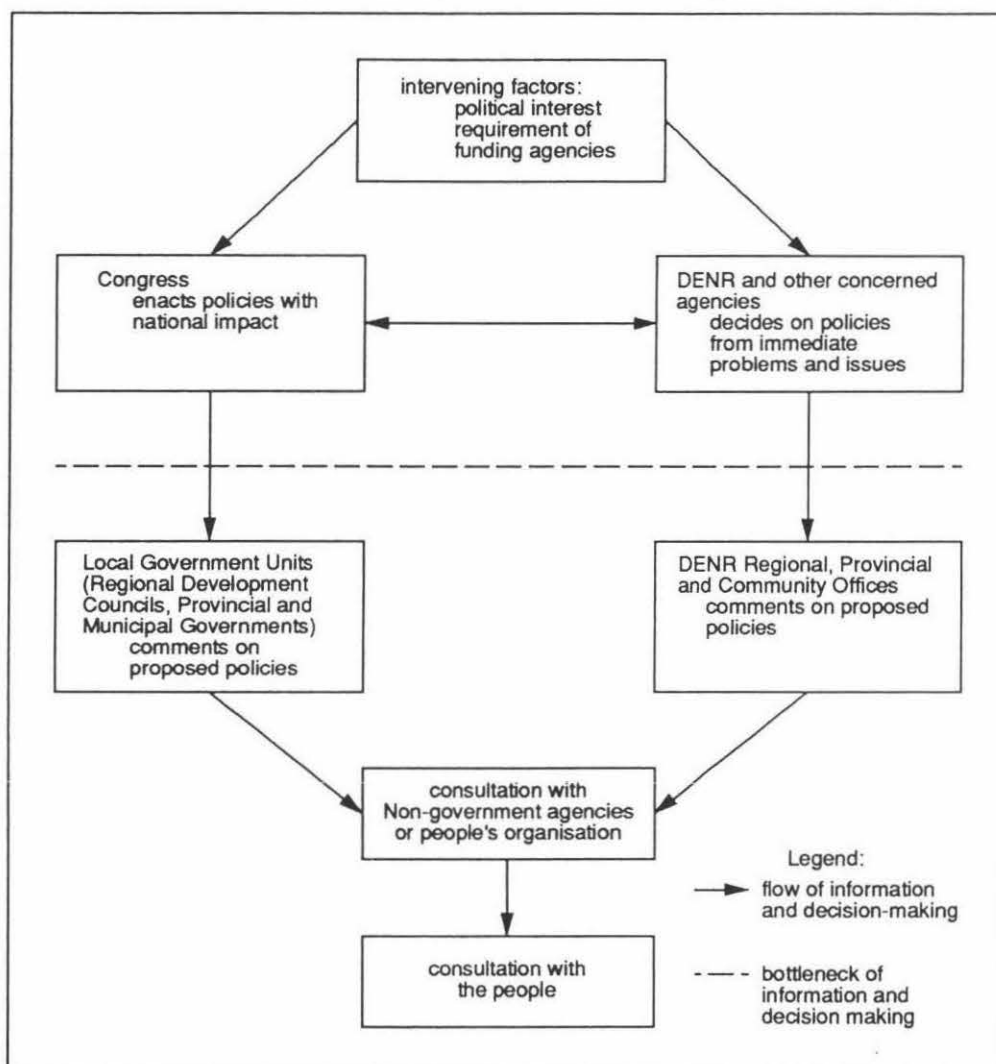 intervening factors:
political interest
requirement of
funding agencies
Congress
enacts policies with
national impact
DENR and other concerned
agencies
decides on policies
from immediate
problems and issues
Local Government Units
(Regional Development
Councils, Provincial and
Municipal Governments)
comments on
proposed policies
DENR Regional, Provincial
and Community Offices
comments on proposed
policies
consultation with
Non-government agencies
or people's organisation
consultation with
the people
Legend:
flow of information
and decision-making
bottleneck of
information and
decision making